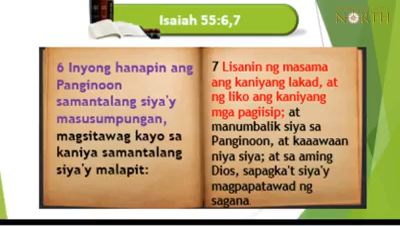 Isaiah 55:6,7
NORTH
6 Inyong hanapin ang
Panginoon
samantalang siya'y
masusumpungan,
magsitawag kayo sa
kaniya samantalang
siya'y malapit:
7 Lisanin ng masama
ang kaniyang lakad, at
ng liko ang kaniyang
mga pagiisip; at
manumbalik siya sa
Panginoon, at kaaawaan
niya siya; at sa aming
Dios, sapagka't siya'y
magpapatawad ng
sagana